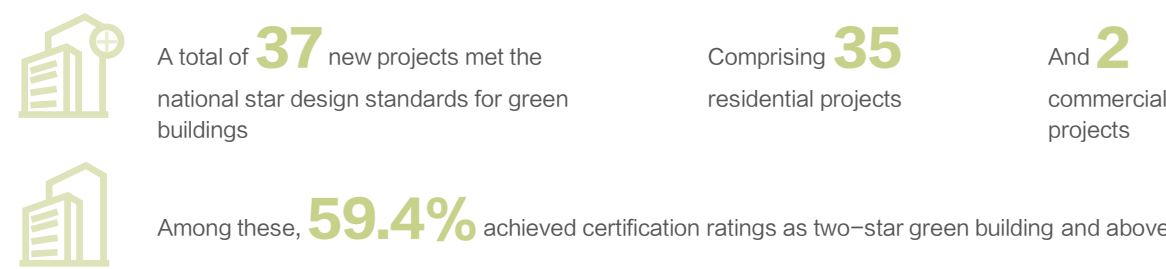 A total of 37 new projects met the
national star design standards for green
buildings
Comprising 35
residential projects
And 2
commercial
projects
Among these, 59.4% achieved certification ratings as two-star green building and above